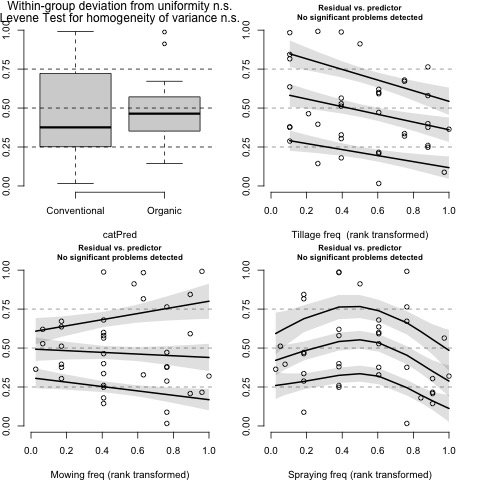 Within-group deviation from uniformity n.s.
Levene Test for homogeneity of variance n.s.
0.00 0.25 0.50 0.75 1.00
Conventional Organic
catPred
Residual vs. predictor
No significant problems detected
0.00 0.25 0.50 0.75 1.00
0.0 0.2 0.4 0.6 0.8 1.0
Tillage freq (rank transformed)
Residual vs. predictor
No significant problems detected
0.00 0.25 0.50 0.75 1.00
0.0 0.2 0.4 0.6 0.8 1.0
Mowing freq (rank transformed)
Residual vs. predictor
No significant problems detected
0.00 0.25 0.50 0.75 1.00
0.0 0.2 0.4 0.6 0.8 1.0
Spraying freq (rank transformed)